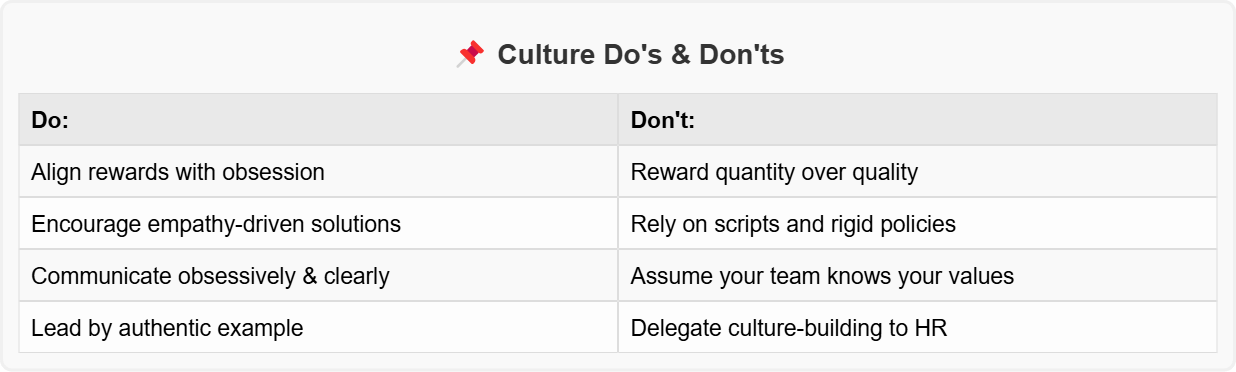 📌 Culture Do's & Don'ts
Do: Don't:
Align rewards with obsession Reward quantity over quality
Encourage empathy-driven solutions Rely on scripts and rigid policies
Communicate obsessively & clearly Assume your team knows your values
Lead by authentic example Delegate culture-building to HR